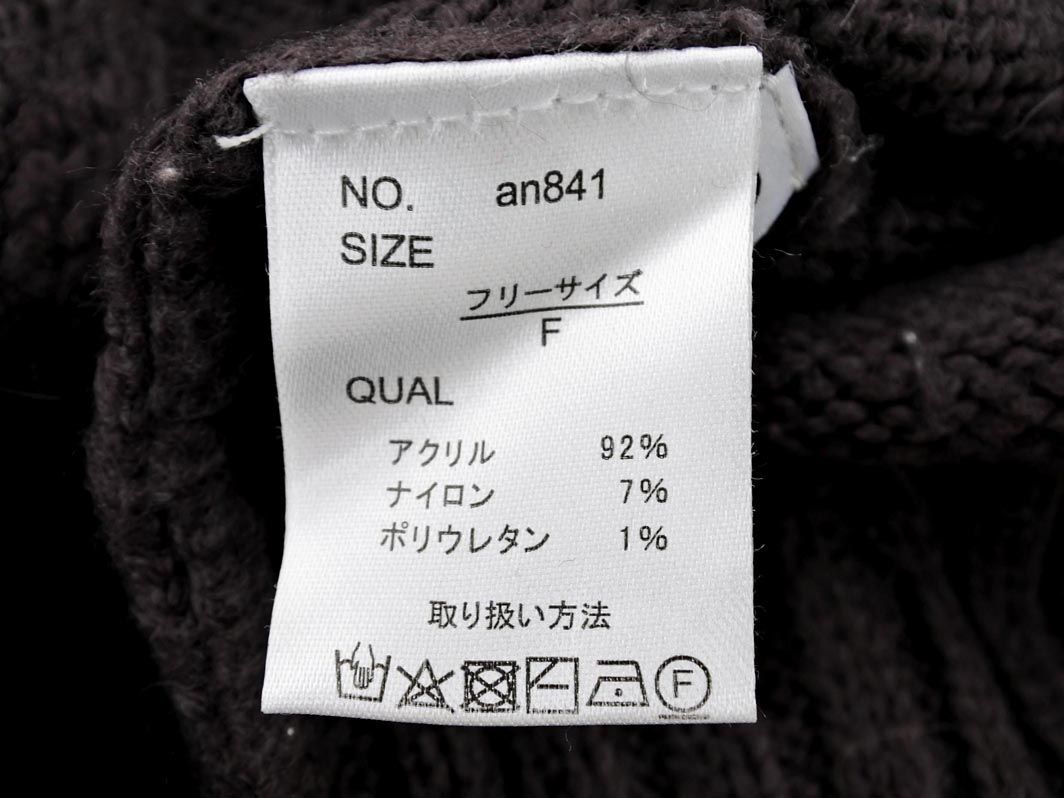 NO. an841
SIZE
フリーサイズ
F
QUAL
アクリル 92%
ナイロン 7%
ポリウレタン 1%
取り扱い方法
F